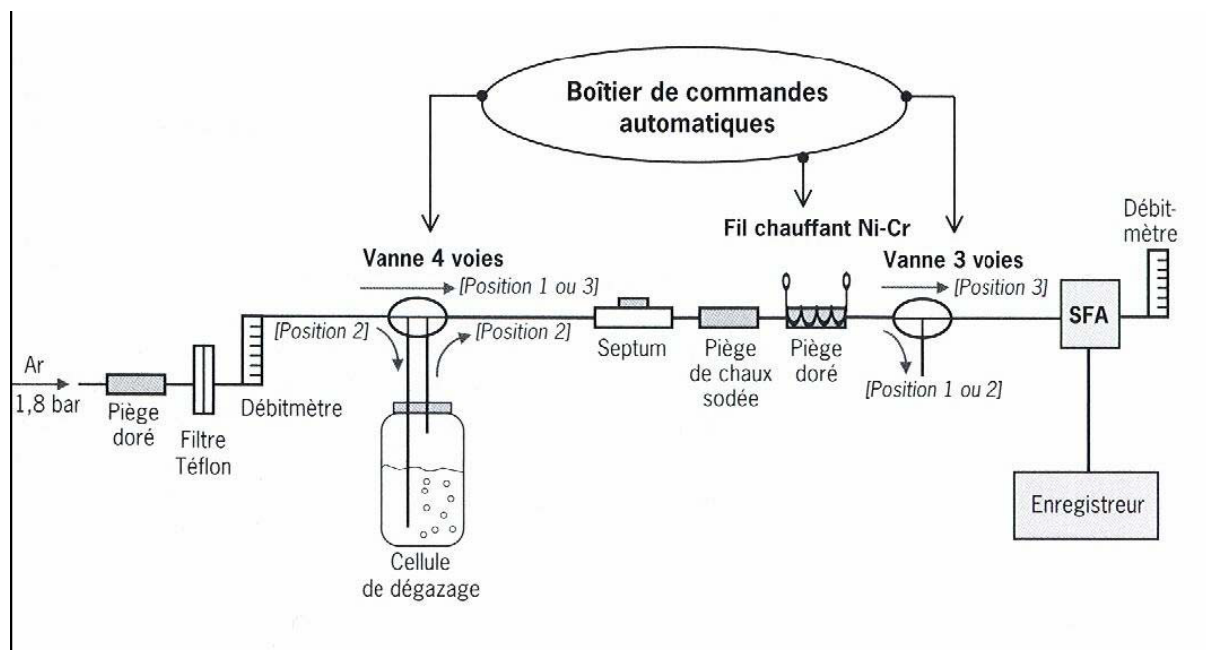 Boîtier de commandes
automatiques
Fil chauffant Ni-Cr
Débit-
mètre
Vanne 4 voies
[Position 1 ou 3]
Vanne 3 voies
[Position 3]
[Position 2]
[Position 2]
SFA
Septum
Piège
de chaux
sodée
Piège
doré
[Position 1 ou 2]
Ar
1,8 bar
Piège
doré
Filtre
Téflon
Débitmètre
Enregistreur
Cellule
de dégazage